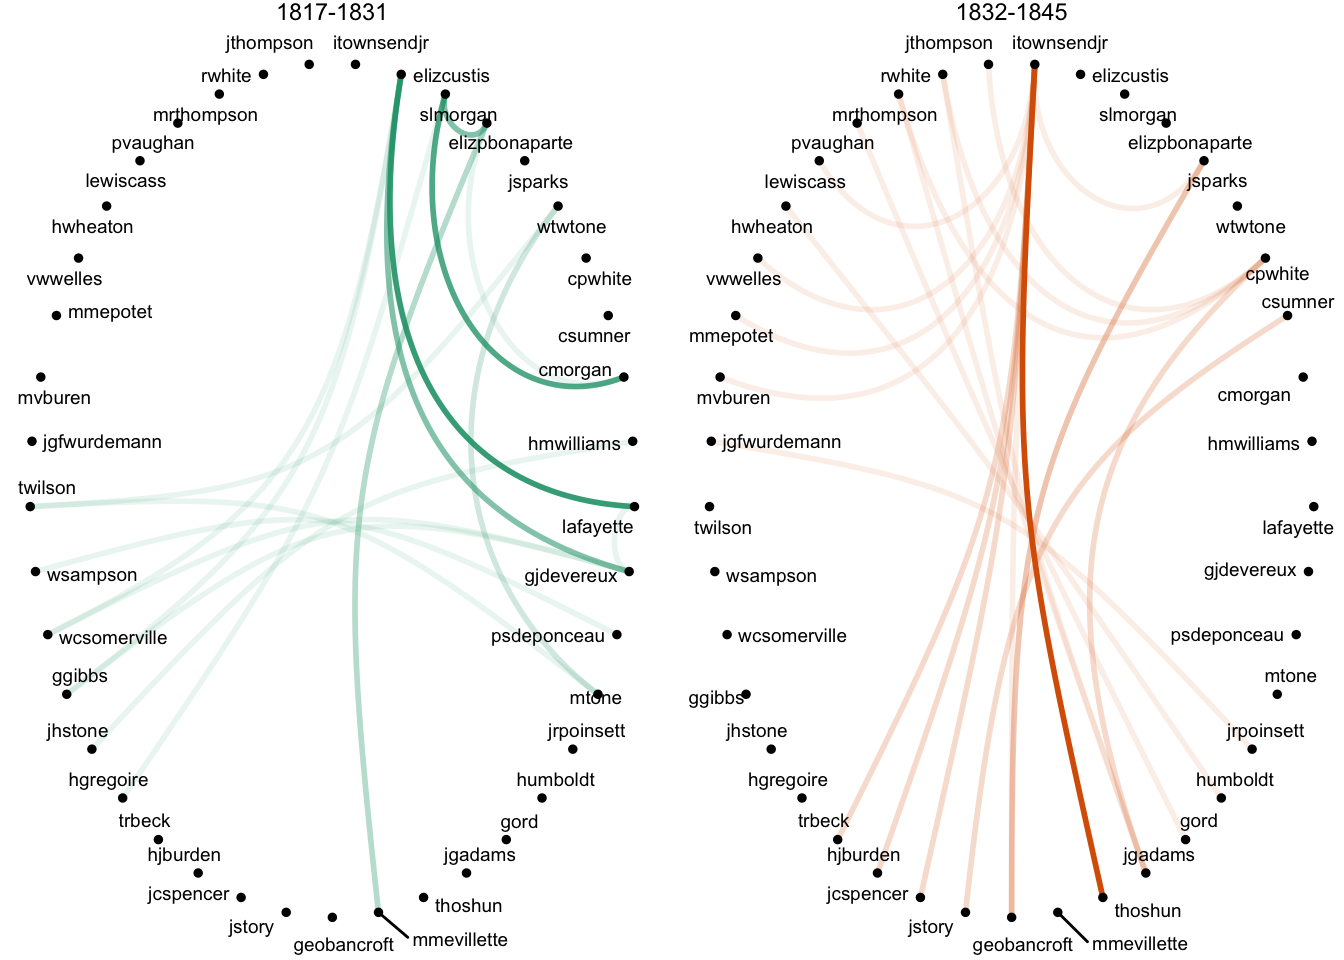 1817-1831
jthompson
itownsendjr
rwhite
elizcustis
mrthompson
slmorgan
pvaughan
elizpbonaparte
lewiscass
jsparks
hwheaton
wtwtone
vwwelles
cpwhite
mmepotet
csumner
cmorgan
mvburen
jgfwurdemann
hmwilliams
twilson
lafayette
wsampson
gjdevereux
wcsomerville
psdeponceau
ggibbs
mtone
jhstone
jrpoinsett
hgregoire
humboldt
trbeck
gord
hjburden
jgadams
jcspencer
thoshun
jstory
geobancroft
mmevillette
1832-1845
jthompson
itownsendjr
rwhite
elizcustis
mrthompson
slmorgan
pvaughan
elizpbonaparte
lewiscass
jsparks
hwheaton
wtwtone
vwwelles
cpwhite
csumner
mmepotet
mvburen
cmorgan
jgfwurdemann
hmwilliams
twilson
lafayette
wsampson
gjdevereux
wcsomerville
psdeponceau
ggibbs
mtone
jhstone
jrpoinsett
hgregoire
humboldt
trbeck
gord
hjburden
jgadams
jcspencer
thoshun
jstory
geobancroft
mmevillette